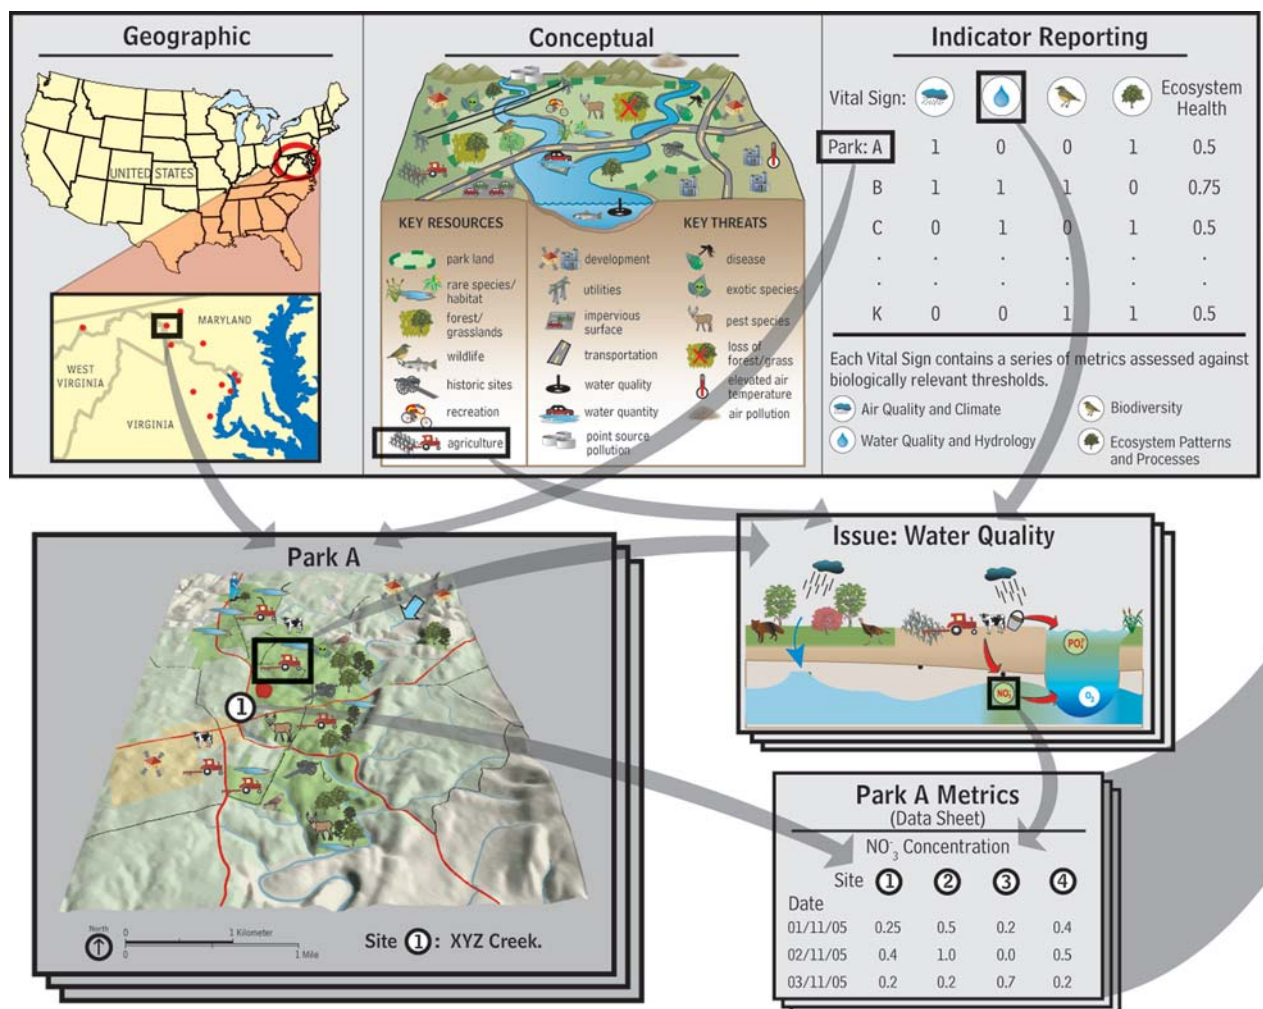 Geographic
UNITED STATES
MARYLAND
WEST
VIRGINIA
VIRGINIA
Conceptual
KEY RESOURCES
park land
rare species/
habitat
forest/
grasslands
wildlife
historic sites
recreation
agriculture
development
utilities
impervious
surface
transportation
water quality
water quantity
point source
pollution
KEY THREATS
disease
exotic species
pest species
loss of
forest/grass
elevated air
temperature
air pollution
Indicator Reporting
Vital Sign: Ecosystem
Health
Park: A 1 0 0 1 0.5
B 1 1 1 0 0.75
C 0 1 0 1 0.5
. . . . . .
. . . . . .
K 0 0 1 1 0.5
Each Vital Sign contains a series of metrics assessed against
biologically relevant thresholds.
Air Quality and Climate
Biodiversity
Water Quality and Hydrology
Ecosystem Patterns
and Processes
Park A
1
North
0 1 Kilometer
0 1 Mile
Site 1: XYZ Creek.
Issue: Water Quality
NO₃⁻
O₂
Park A Metrics
(Data Sheet)
NO₃⁻ Concentration
Site 1 2 3 4
Date
01/11/05 0.25 0.5 0.2 0.4
02/11/05 0.4 1.0 0.0 0.5
03/11/05 0.2 0.2 0.7 0.2